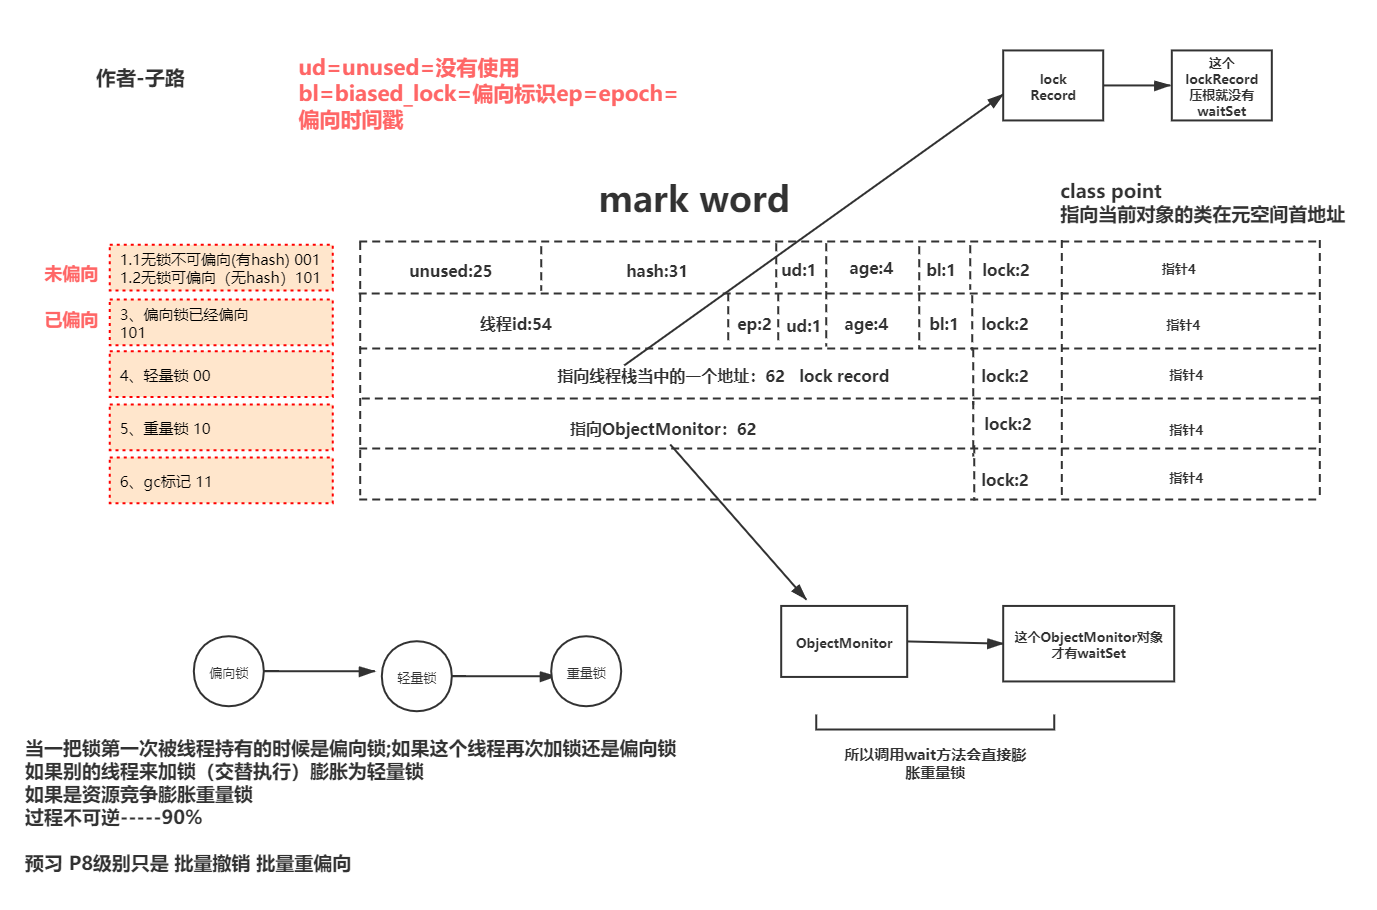 作者-子路
ud=unused=没有使用
bl=biased_lock=偏向标识ep=epoch=
偏向时间戳
lock
Record
这个
lockRecord
压根就没有
waitSet
mark word
class point
指向当前对象的类在元空间首地址
未偏向
1.1无锁不可偏向(有hash) 001
1.2无锁可偏向（无hash）101
unused:25
hash:31
ud:1
age:4
bl:1
lock:2
指针4
已偏向
3、偏向锁已经偏向
101
线程id:54
ep:2
ud:1
age:4
bl:1
lock:2
指针4
4、轻量锁 00
指向线程栈当中的一个地址：62 lock record
lock:2
指针4
5、重量锁 10
指向ObjectMonitor：62
lock:2
指针4
6、gc标记 11
lock:2
指针4
ObjectMonitor
这个ObjectMonitor对象
才有waitSet
偏向锁
轻量锁
重量锁
所以调用wait方法会直接膨
胀重量锁
当一把锁第一次被线程持有的时候是偏向锁;如果这个线程再次加锁还是偏向锁
如果别的线程来加锁（交替执行）膨胀为轻量锁
如果是资源竞争膨胀重量锁
过程不可逆-----90%
预习 P8级别只是 批量撤销 批量重偏向